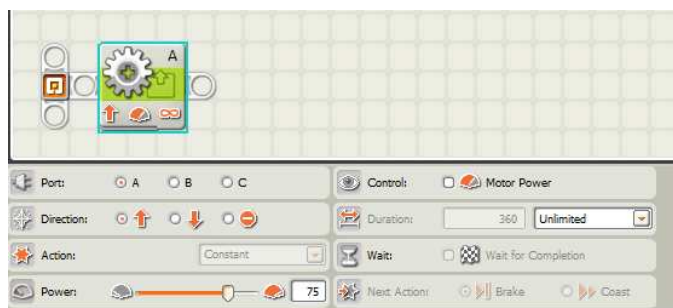 A
Port: A B C
Control: Motor Power
Direction:
Duration: 360 Unlimited
Action: Constant
Wait: Wait for Completion
Power: 75
Next Action: Brake Coast